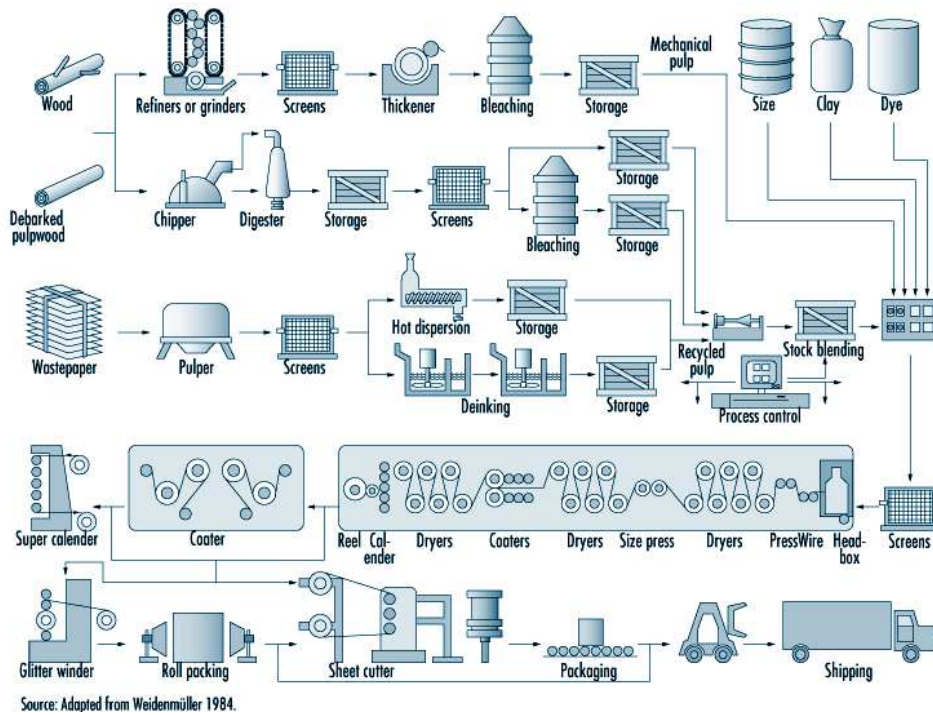 Wood
Refiners or grinders
Screens
Thickener
Bleaching
Storage
Mechanical
pulp
Size
Clay
Dye
Debarked
pulpwood
Chipper
Digester
Storage
Screens
Bleaching
Storage
Storage
Wastepaper
Pulper
Screens
Hot dispersion
Storage
Deinking
Storage
Recycled
pulp
Stock blending
Process control
Super calender
Coater
Reel
Cal-
ender
Dryers
Coaters
Dryers
Size press
Dryers
Press
Wire
Head-
box
Screens
Glitter winder
Roll packing
Sheet cutter
Packaging
Shipping
Source: Adapted from Weidenmüller 1984.